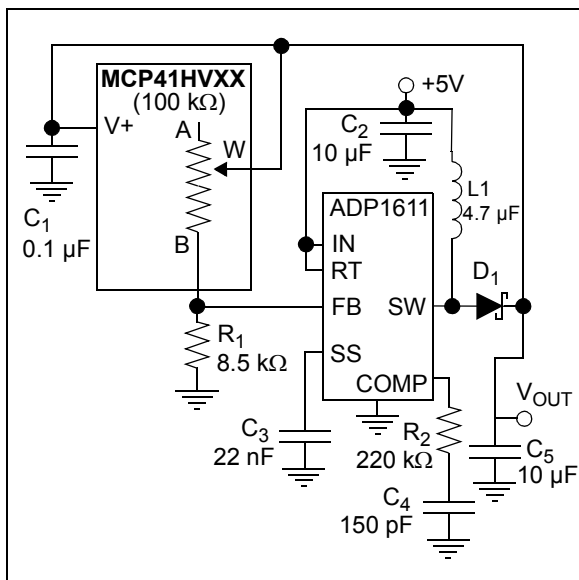 MCP41HVXX
(100 kΩ)
+5V
V+
A
W
C2
10 µF
L1
4.7 µF
C1
0.1 µF
ADP1611
B
IN
RT
D1
FB
SW
R1
8.5 kΩ
SS
COMP
VOUT
C3
22 nF
R2
220 kΩ
C5
10 µF
C4
150 pF